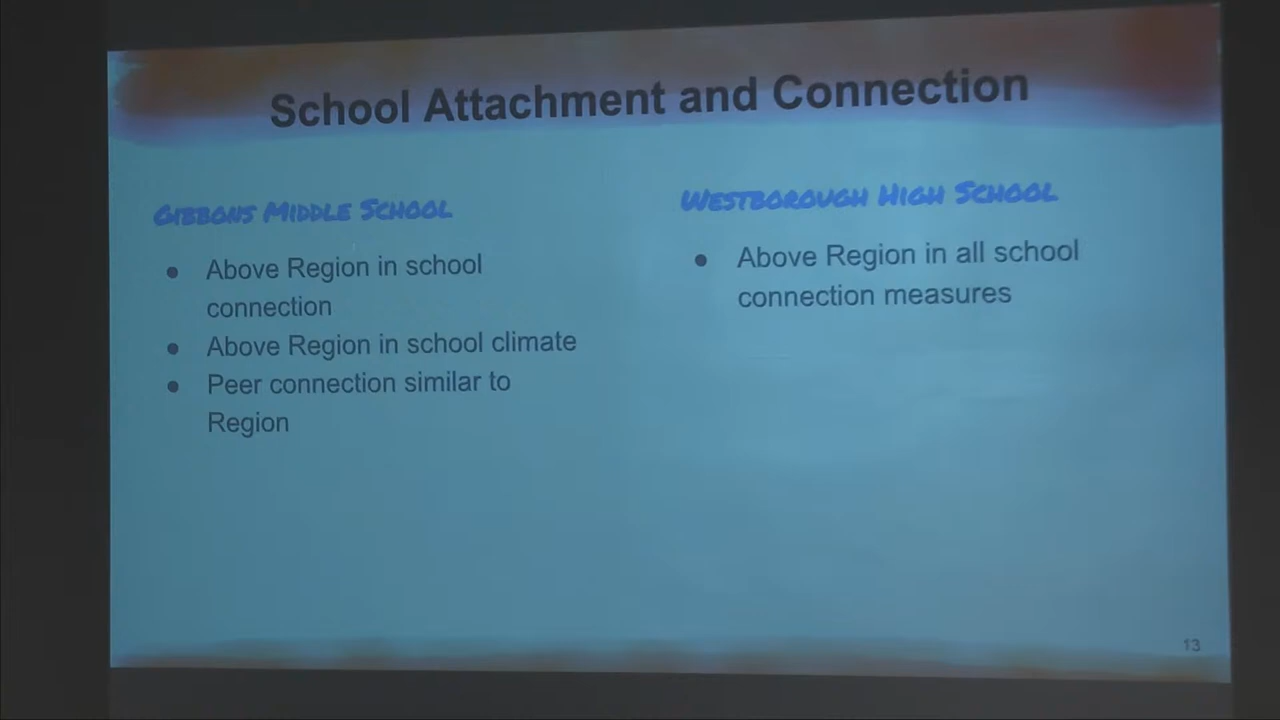 School Attachment and Connection
GIBBONS MIDDLE SCHOOL
● Above Region in school
connection
● Above Region in school climate
● Peer connection similar to
Region
WESTBOROUGH HIGH SCHOOL
● Above Region in all school
connection measures
13